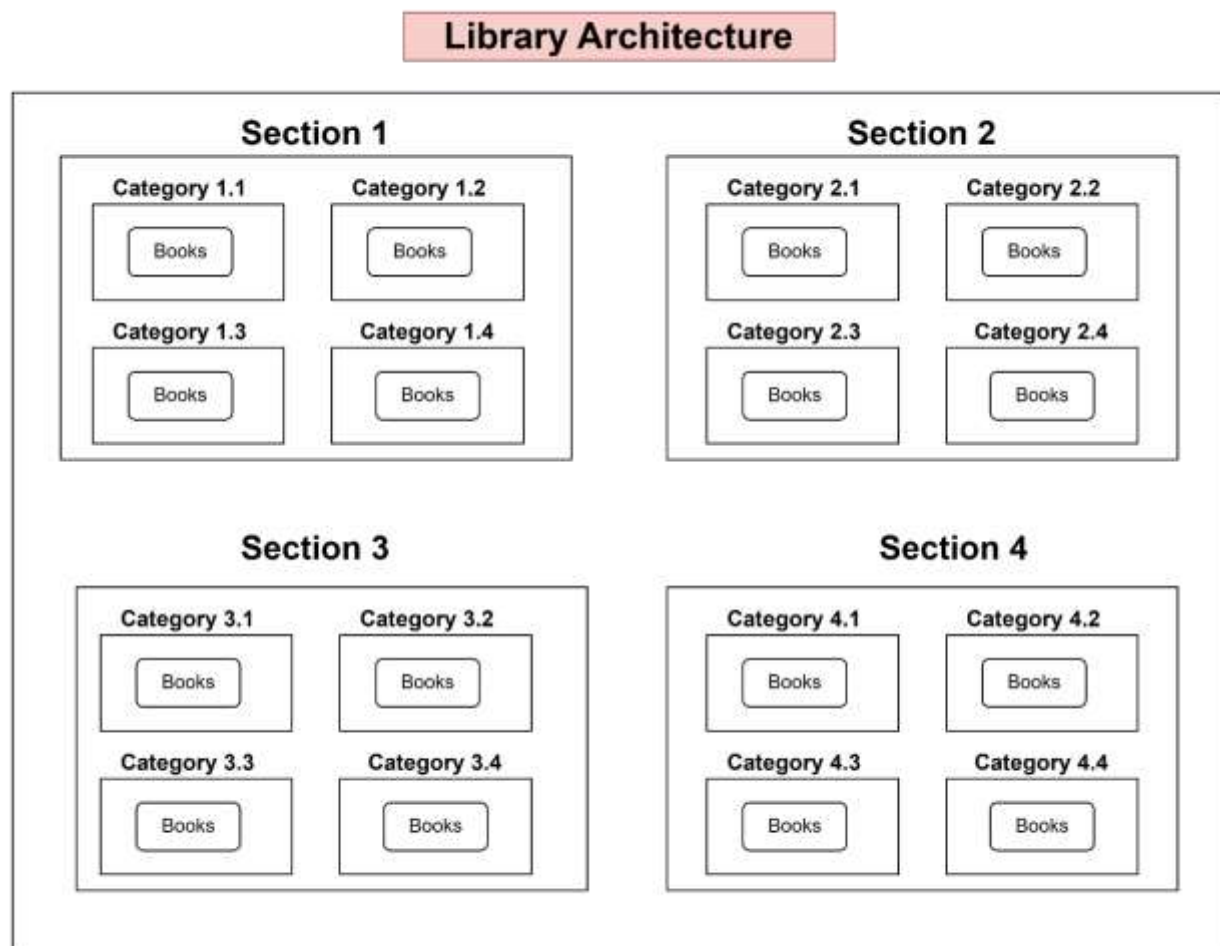 Library Architecture
Section 1
Section 2
Category 1.1
Category 1.2
Category 2.1
Category 2.2
Books
Books
Books
Books
Category 1.3
Category 1.4
Category 2.3
Category 2.4
Books
Books
Books
Books
Section 3
Section 4
Category 3.1
Category 3.2
Category 4.1
Category 4.2
Books
Books
Books
Books
Category 3.3
Category 3.4
Category 4.3
Category 4.4
Books
Books
Books
Books